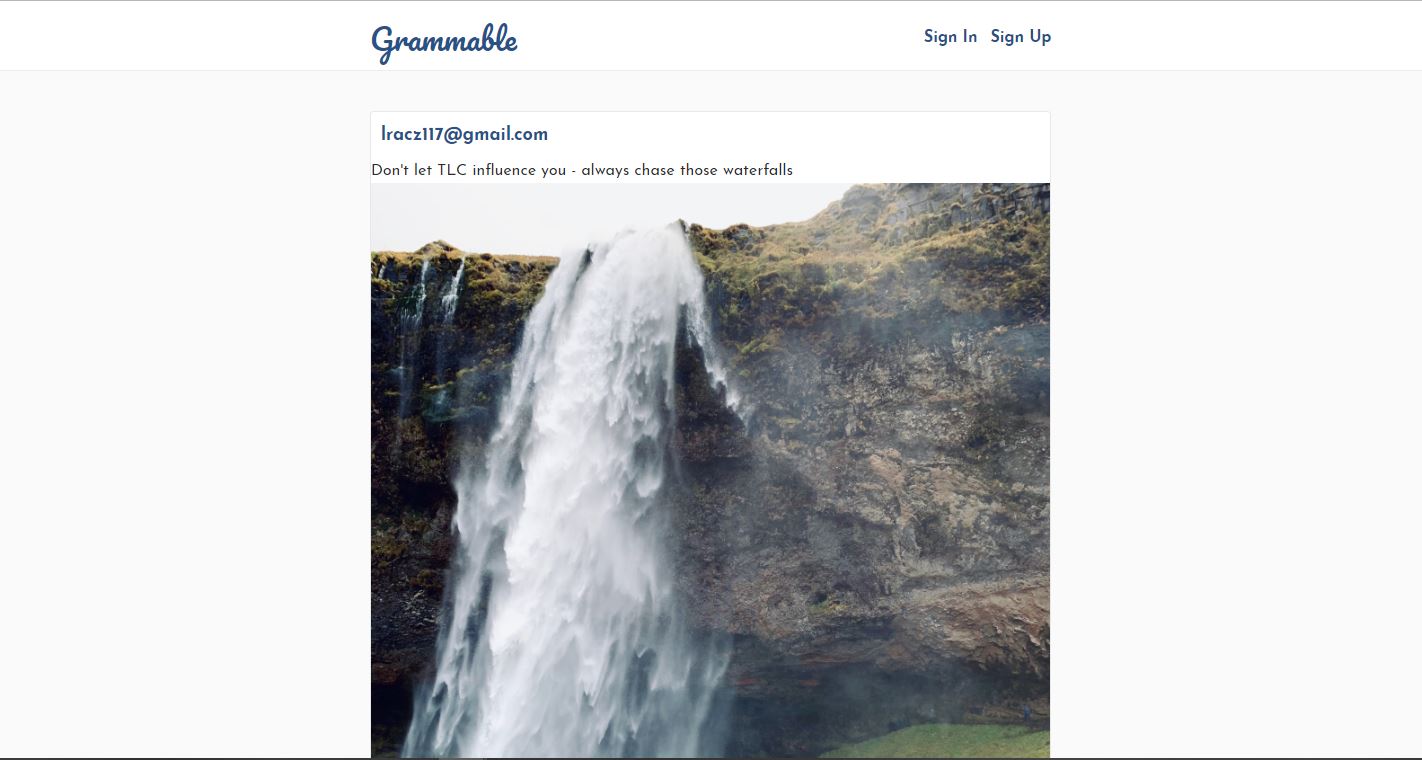 Grammable
Sign In Sign Up
lracz117@gmail.com
Don't let TLC influence you - always chase those waterfalls